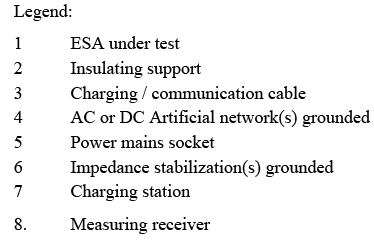 Legend:
1 ESA under test
2 Insulating support
3 Charging / communication cable
4 AC or DC Artificial network(s) grounded
5 Power mains socket
6 Impedance stabilization(s) grounded
7 Charging station
8. Measuring receiver